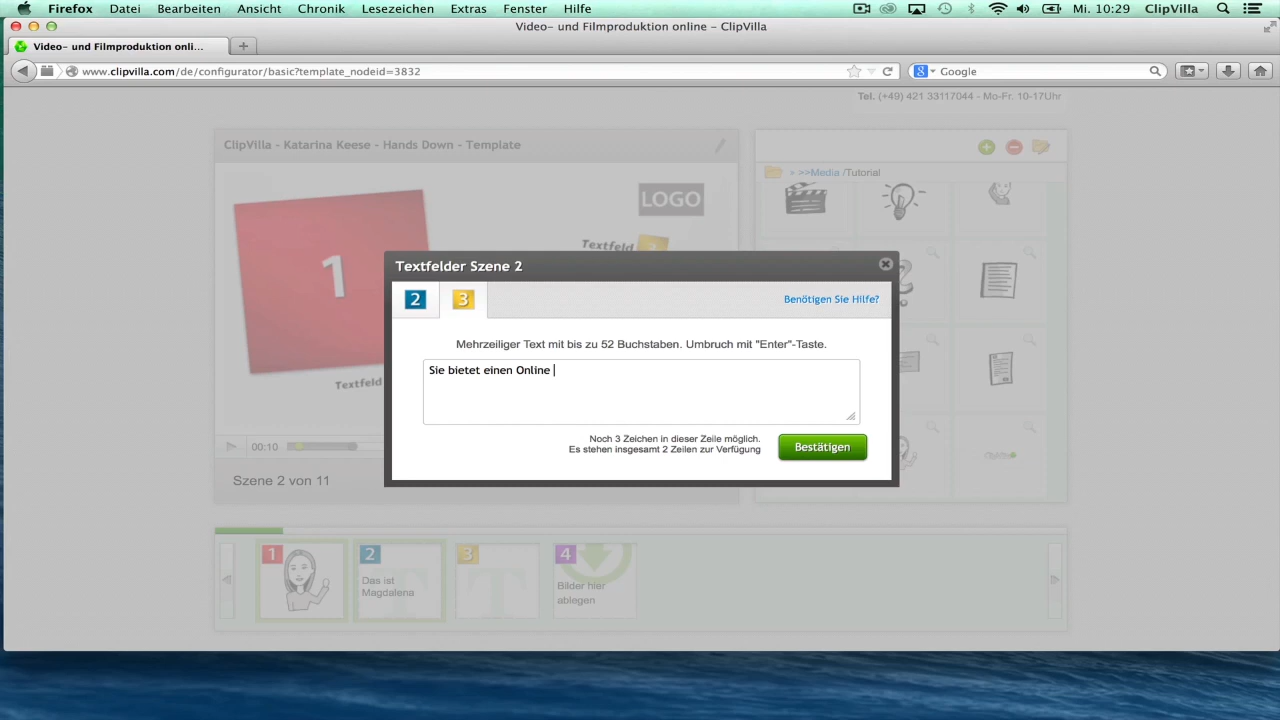 Firefox Datei Bearbeiten Ansicht Chronik Lesezeichen Extras Fenster Hilfe Mi. 10:29 ClipVilla
Video- und Filmproduktion online - ClipVilla
Video- und Filmproduktion onli...
www.clipvilla.com/de/configurator/basic?template_nodeid=3832
Google
Tel. (+49) 421 33117044 - Mo-Fr. 10-17Uhr
ClipVilla - Katarina Keese - Hands Down - Template
>>Media /Tutorial
LOGO
1
Textfeld
Textfelder Szene 2
2 3
Benötigen Sie Hilfe?
Mehrzeiliger Text mit bis zu 52 Buchstaben. Umbruch mit "Enter"-Taste.
Sie bietet einen Online
Textfeld
Noch 3 Zeichen in dieser Zeile möglich.
Es stehen insgesamt 2 Zeilen zur Verfügung
Bestätigen
00:10
Szene 2 von 11
1 2 3 4
Das ist
Magdalena
Bilder hier
ablegen